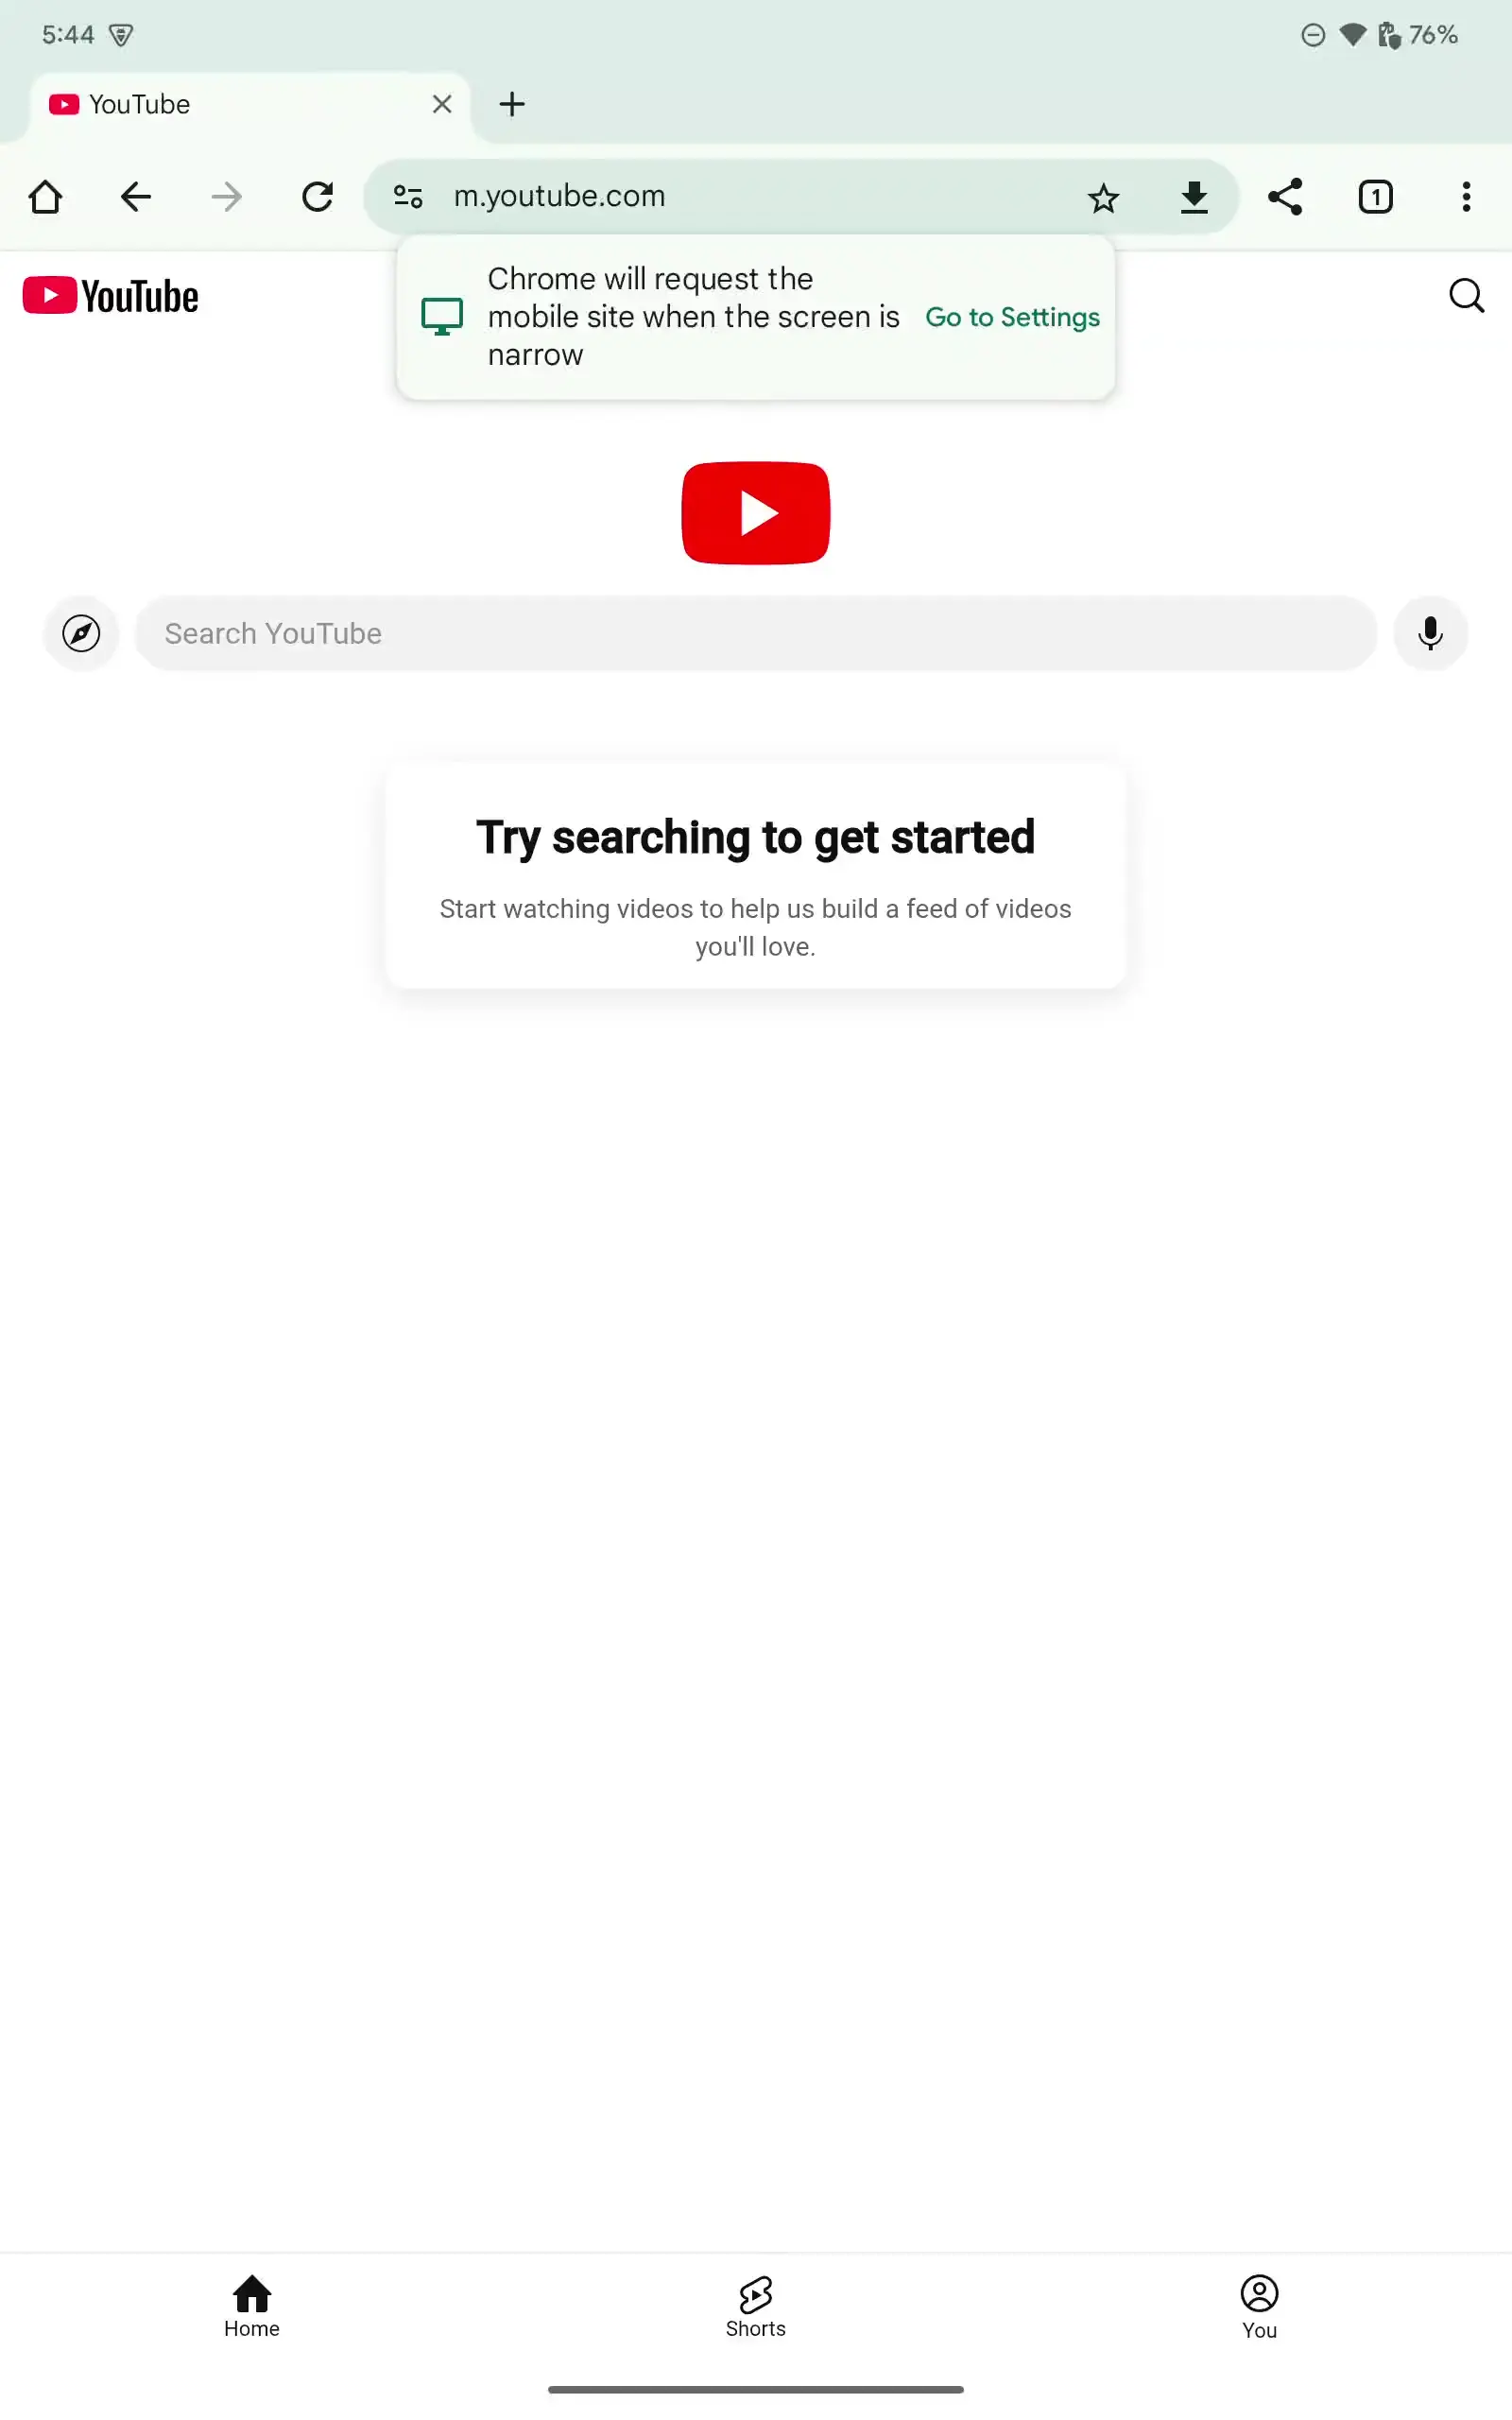 5:44
76%
YouTube
m.youtube.com
1
YouTube
Chrome will request the
mobile site when the screen is
narrow
Go to Settings
Search YouTube
Try searching to get started
Start watching videos to help us build a feed of videos
you'll love.
Home
Shorts
You